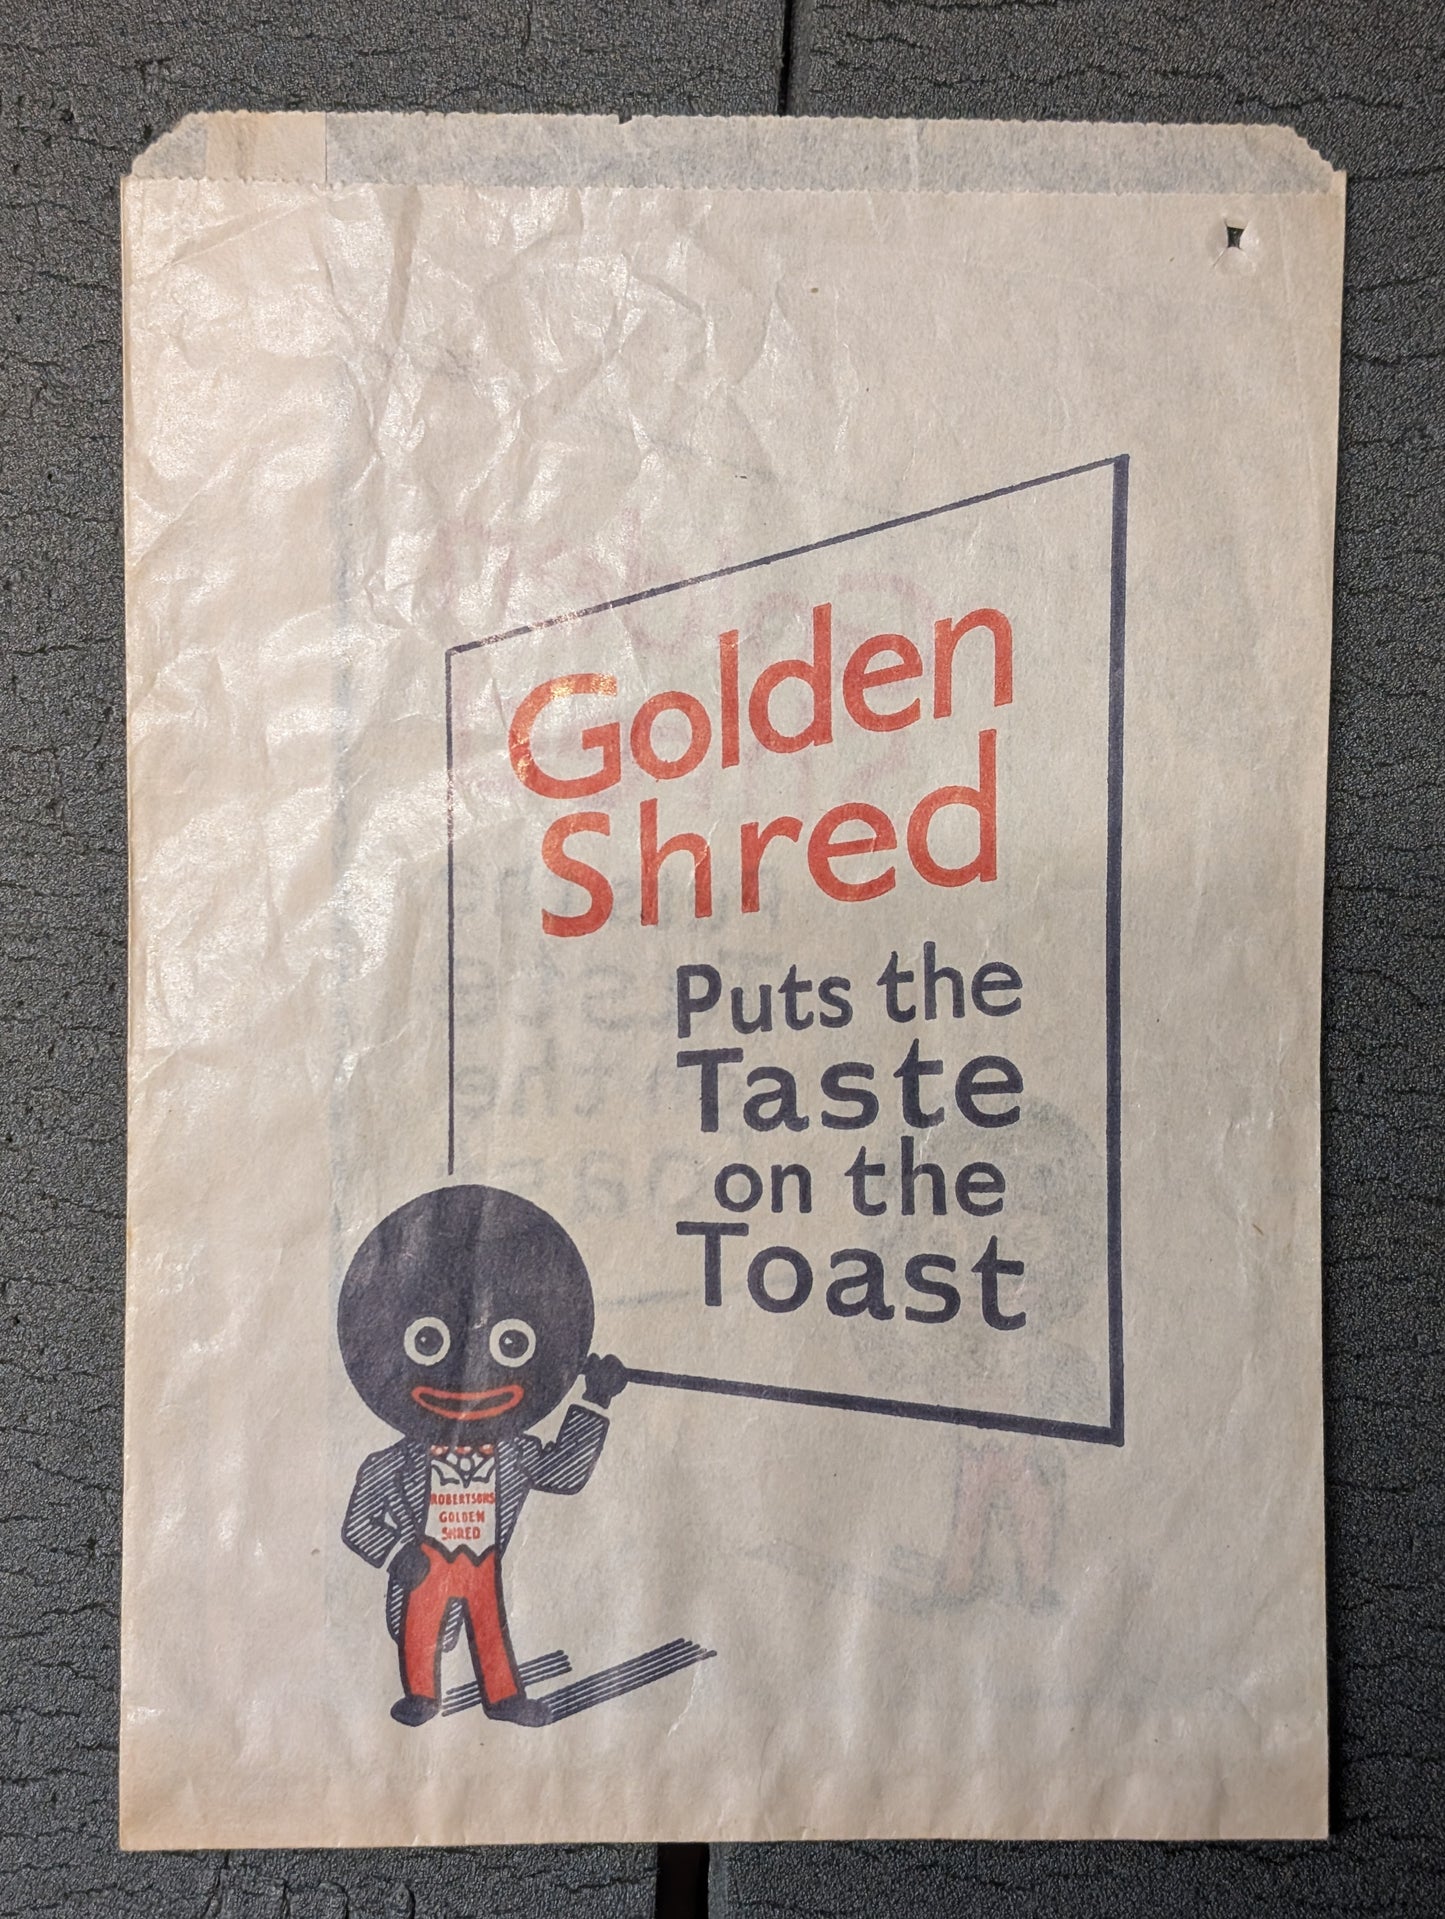 Golden
Shred
Puts the
Taste
on the
Toast
ROBERTSONS
GOLDEN
SHRED